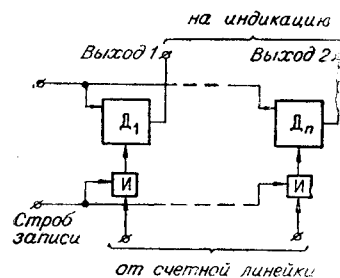 на индикацию
Выход 1
Выход 2
Д1
Дn
И
И
Строб
записи
от счетной линейки